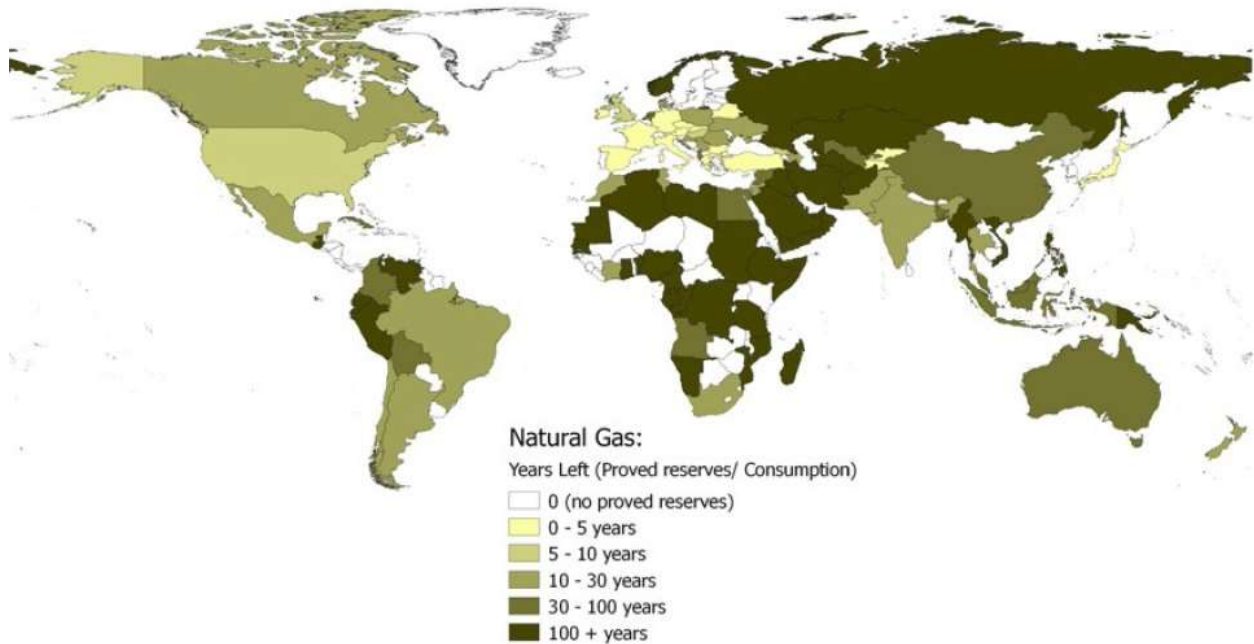 Natural Gas:
Years Left (Proved reserves/ Consumption)
0 (no proved reserves)
0 - 5 years
5 - 10 years
10 - 30 years
30 - 100 years
100 + years